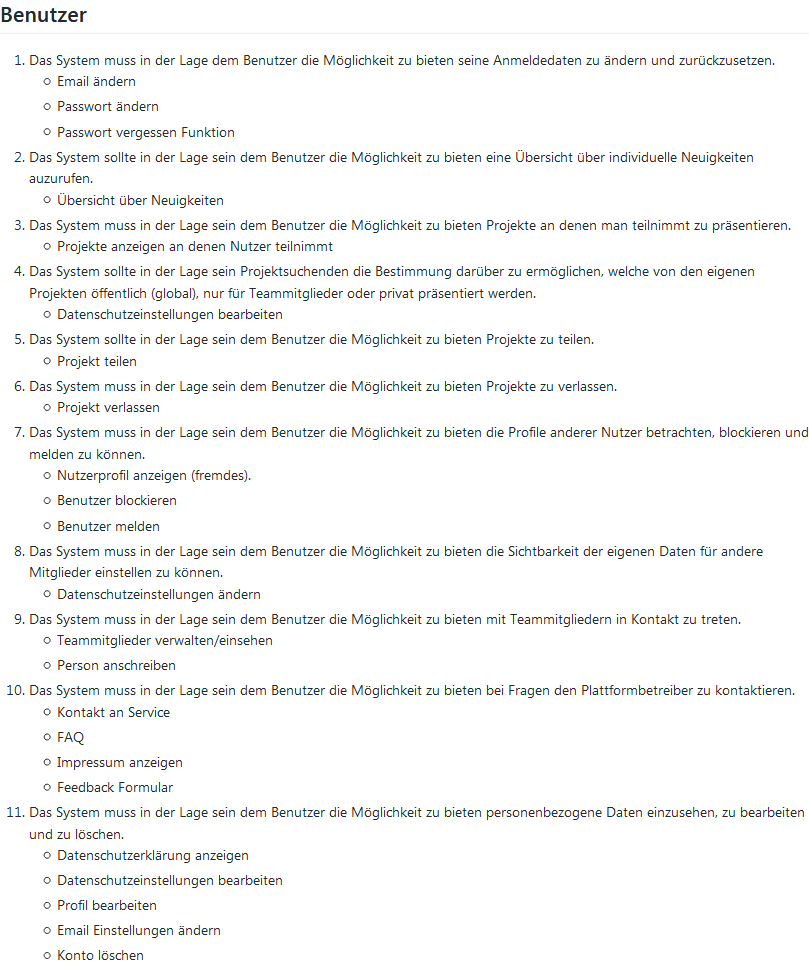 Benutzer
1. Das System muss in der Lage dem Benutzer die Möglichkeit zu bieten seine Anmeldedaten zu ändern und zurückzusetzen.
○ Email ändern
○ Passwort ändern
○ Passwort vergessen Funktion
2. Das System sollte in der Lage sein dem Benutzer die Möglichkeit zu bieten eine Übersicht über individuelle Neuigkeiten
auzurufen.
○ Übersicht über Neuigkeiten
3. Das System muss in der Lage sein dem Benutzer die Möglichkeit zu bieten Projekte an denen man teilnimmt zu präsentieren.
○ Projekte anzeigen an denen Nutzer teilnimmt
4. Das System sollte in der Lage sein Projektsuchenden die Bestimmung darüber zu ermöglichen, welche von den eigenen
Projekten öffentlich (global), nur für Teammitglieder oder privat präsentiert werden.
○ Datenschutzeinstellungen bearbeiten
5. Das System sollte in der Lage sein dem Benutzer die Möglichkeit zu bieten Projekte zu teilen.
○ Projekt teilen
6. Das System muss in der Lage sein dem Benutzer die Möglichkeit zu bieten Projekte zu verlassen.
○ Projekt verlassen
7. Das System muss in der Lage sein dem Benutzer die Möglichkeit zu bieten die Profile anderer Nutzer betrachten, blockieren und
melden zu können.
○ Nutzerprofil anzeigen (fremdes).
○ Benutzer blockieren
○ Benutzer melden
8. Das System muss in der Lage sein dem Benutzer die Möglichkeit zu bieten die Sichtbarkeit der eigenen Daten für andere
Mitglieder einstellen zu können.
○ Datenschutzeinstellungen ändern
9. Das System muss in der Lage sein dem Benutzer die Möglichkeit zu bieten mit Teammitgliedern in Kontakt zu treten.
○ Teammitglieder verwalten/einsehen
○ Person anschreiben
10. Das System muss in der Lage sein dem Benutzer die Möglichkeit zu bieten bei Fragen den Plattformbetreiber zu kontaktieren.
○ Kontakt an Service
○ FAQ
○ Impressum anzeigen
○ Feedback Formular
11. Das System muss in der Lage sein dem Benutzer die Möglichkeit zu bieten personenbezogene Daten einzusehen, zu bearbeiten
und zu löschen.
○ Datenschutzerklärung anzeigen
○ Datenschutzeinstellungen bearbeiten
○ Profil bearbeiten
○ Email Einstellungen ändern
○ Konto löschen